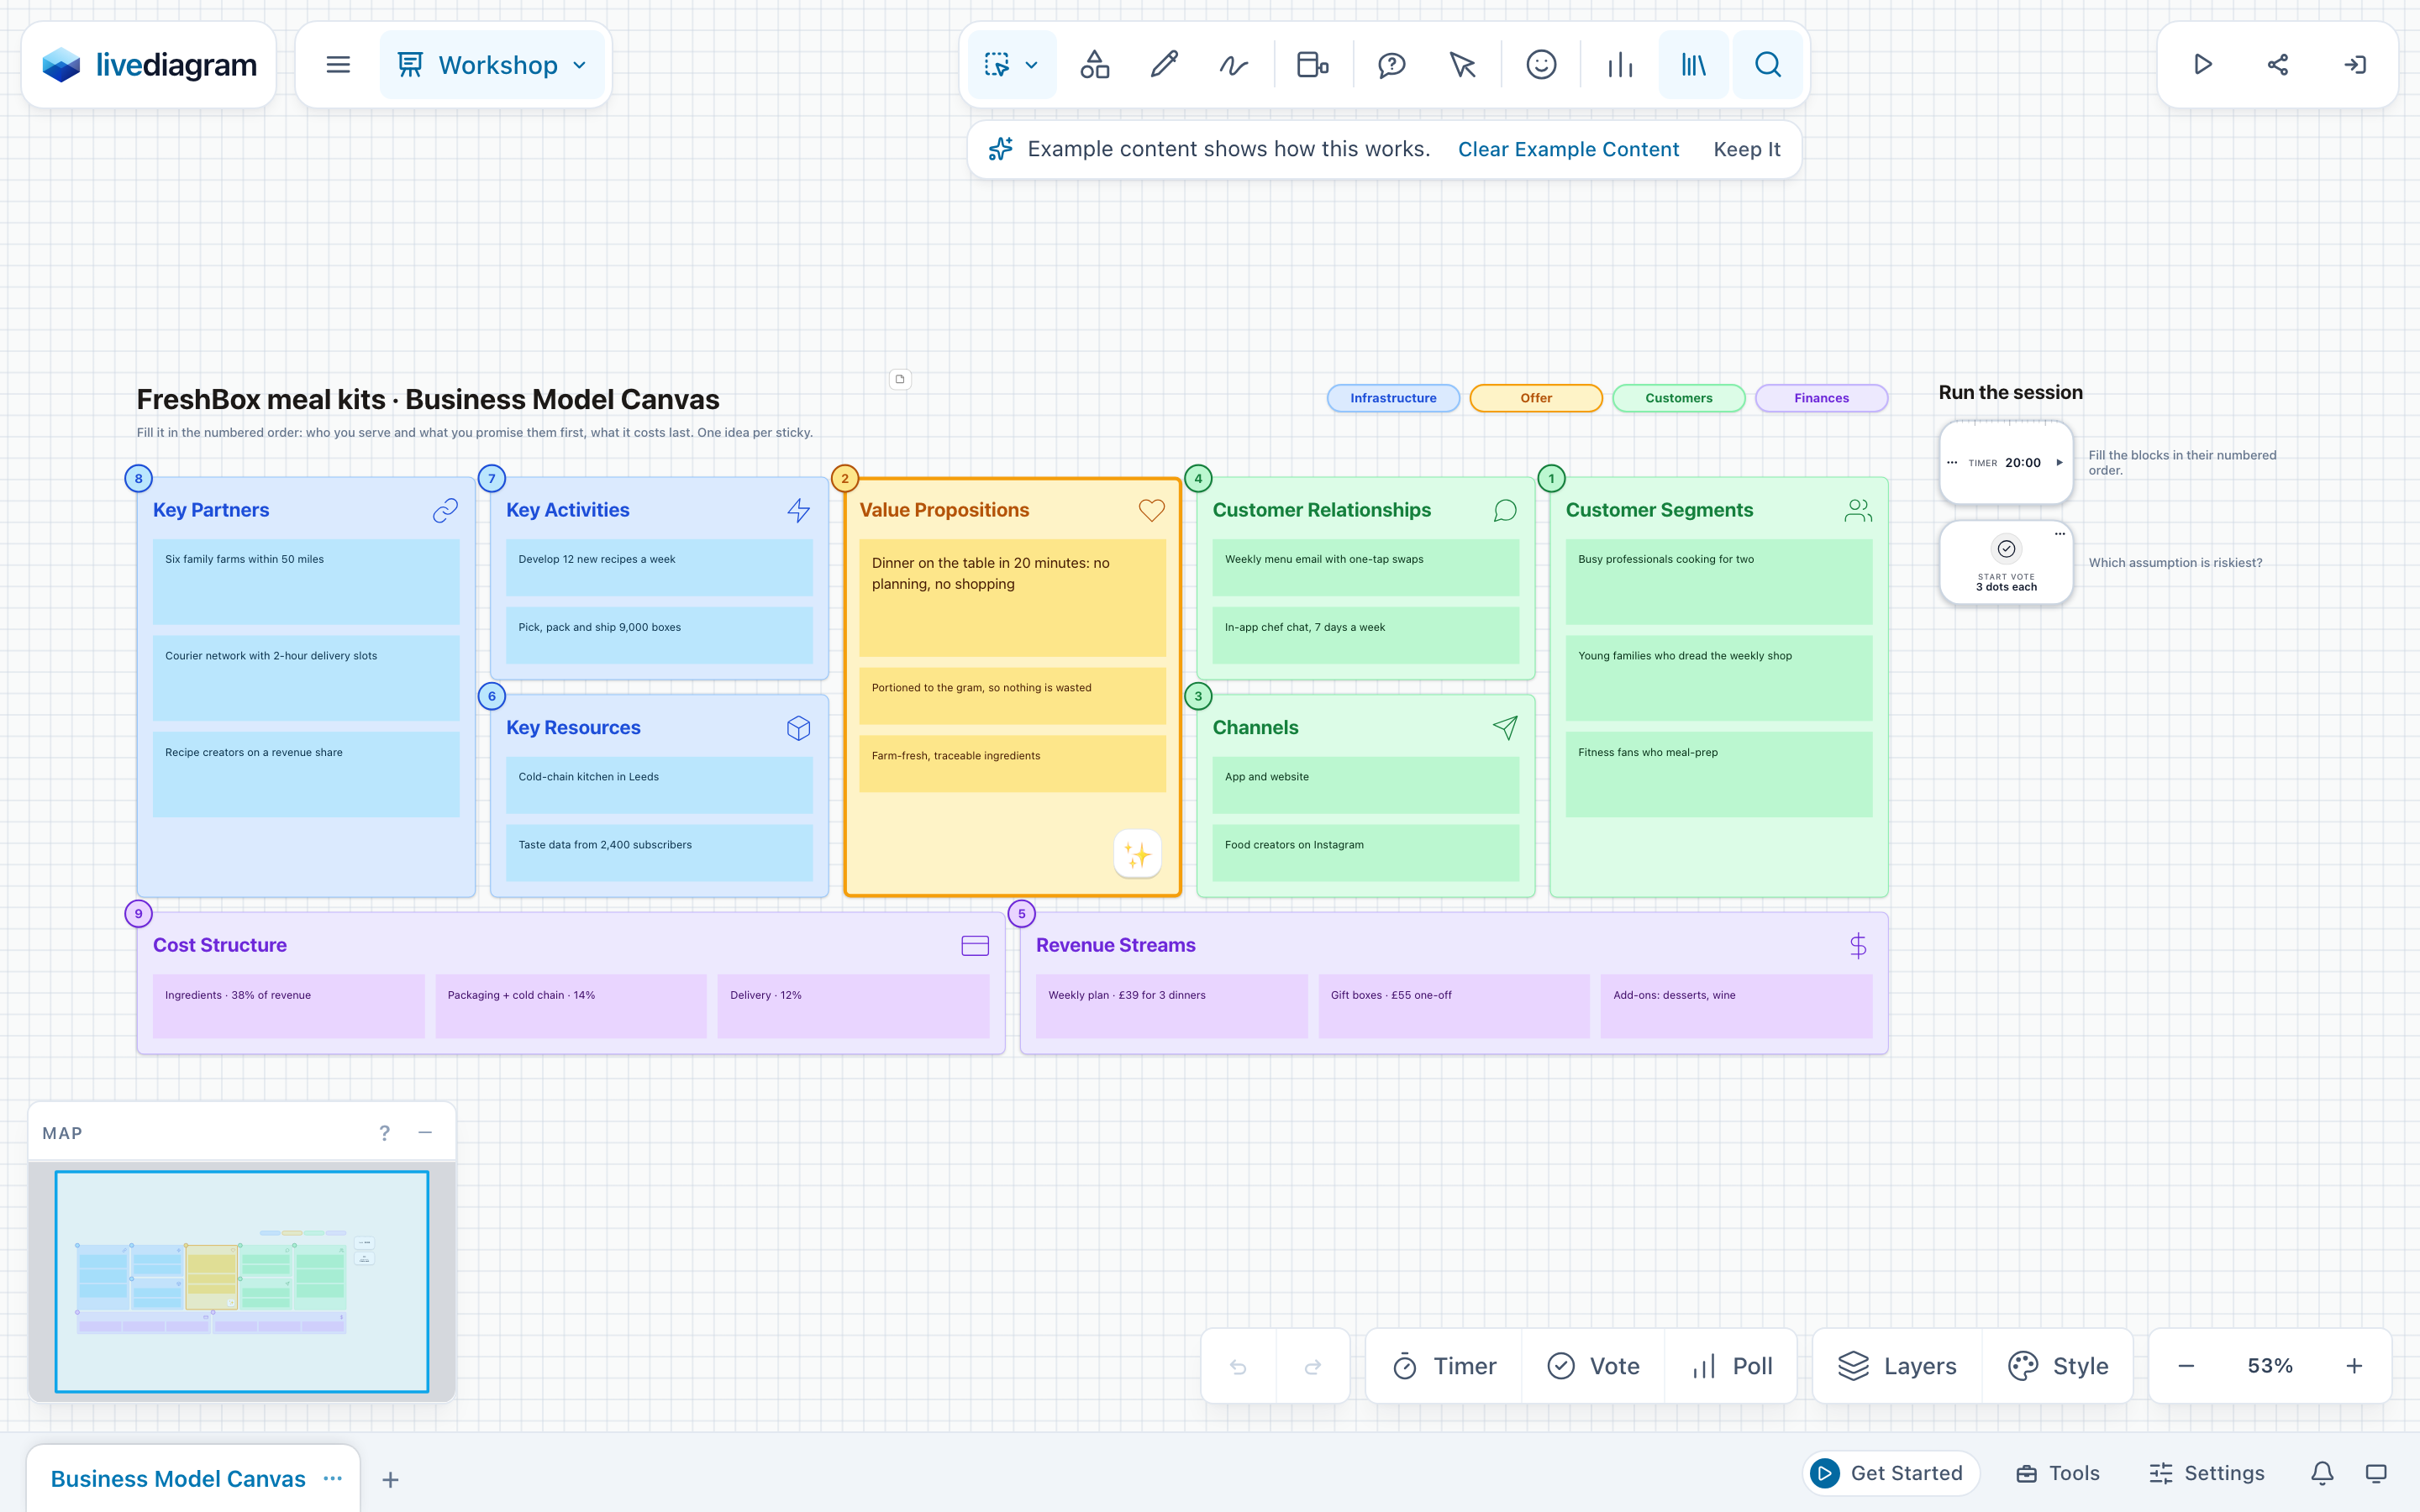 livediagram
Workshop
Example content shows how this works. Clear Example Content Keep It
FreshBox meal kits · Business Model Canvas
Fill it in the numbered order: who you serve and what you promise them first, what it costs last. One idea per sticky.
Infrastructure
Offer
Customers
Finances
Run the session
TIMER 20:00
Fill the blocks in their numbered
order.
START VOTE
3 dots each
Which assumption is riskiest?
8
Key Partners
Six family farms within 50 miles
Courier network with 2-hour delivery slots
Recipe creators on a revenue share
7
Key Activities
Develop 12 new recipes a week
Pick, pack and ship 9,000 boxes
6
Key Resources
Cold-chain kitchen in Leeds
Taste data from 2,400 subscribers
2
Value Propositions
Dinner on the table in 20 minutes: no
planning, no shopping
Portioned to the gram, so nothing is wasted
Farm-fresh, traceable ingredients
4
Customer Relationships
Weekly menu email with one-tap swaps
In-app chef chat, 7 days a week
3
Channels
App and website
Food creators on Instagram
1
Customer Segments
Busy professionals cooking for two
Young families who dread the weekly shop
Fitness fans who meal-prep
9
Cost Structure
Ingredients · 38% of revenue
Packaging + cold chain · 14%
Delivery · 12%
5
Revenue Streams
Weekly plan · £39 for 3 dinners
Gift boxes · £55 one-off
Add-ons: desserts, wine
MAP ?
Timer
Vote
Poll
Layers
Style
53%
Business Model Canvas
Get Started
Tools
Settings